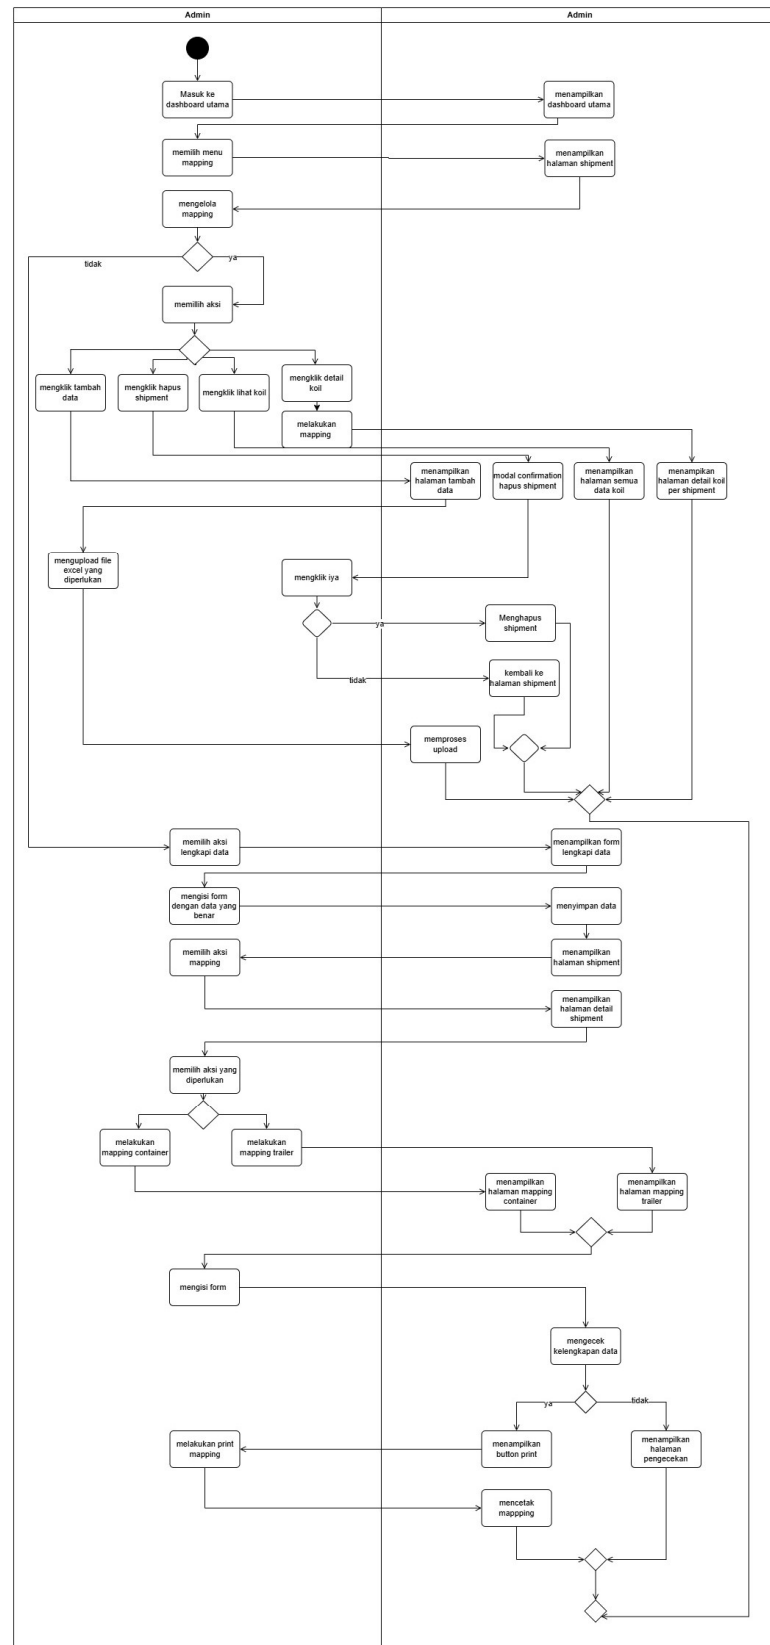 Admin
Admin
Masuk ke
dashboard utama
menampilkan
dashboard utama
memilih menu
mapping
menampilkan
halaman shipment
mengelola
mapping
tidak
ya
memillih aksi
mengklik tambah
data
mengklik hapus
shipment
mengklik lihat koil
mengklik detail
koil
melakukan
mapping
menampilkan
halaman tambah
data
modal confirmation
hapus shipment
menampilkan
halaman semua
data koil
menampikan
halaman detail koil
per shipment
mengupload file
excel yang
diperlukan
mengklik iya
ya
Menghapus
shipment
tidak
kembali ke
halaman shipment
memproses
upload
memilih aksi
lengkapi data
menampilkan form
lengkapi data
mengisi form
dengan data yang
benar
menyimpan data
memilih aksi
mapping
menampilkan
halaman shipment
menampilkan
halaman detail
shipment
memilih aksi yang
diperlukan
melakukan
mapping container
melakukan
mapping trailer
menampilkan
halaman mapping
container
menampilkan
halaman mapping
trailer
mengisi form
mengecek
kelengkapan data
ya
tidak
melakukan print
mapping
menampilkan
button print
menampilkan
halaman
pengecekan
mencetak
mappping